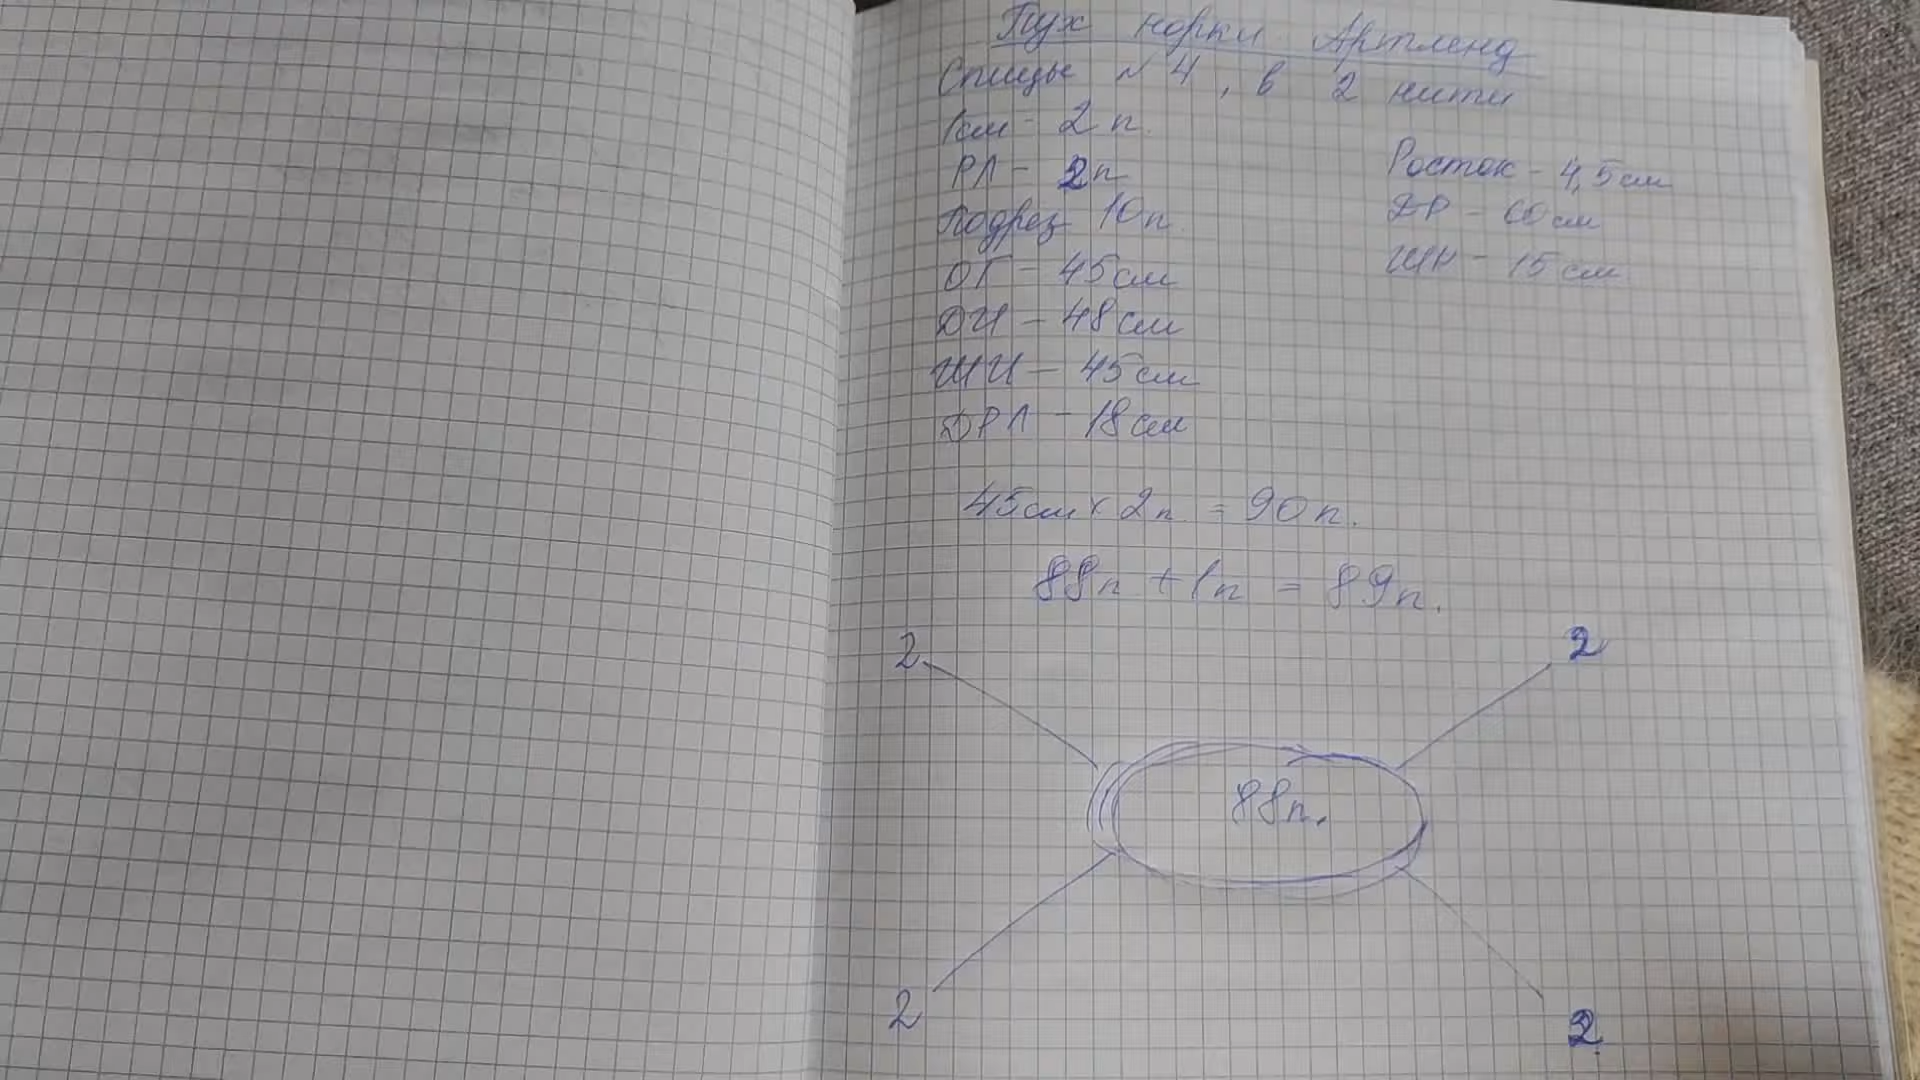 Пух норки Артленд
Спицы № 4, в 2 нити
1см - 2п.
РЛ - 2п
Подрез 10п.
ОГ - 45см
ДИ - 48см
ШИ - 45см
ДРЛ - 18см
Росток - 4,5см
ДР - 60см
ШР - 15см
45см × 2п. = 90п.
88п + 1п = 89п.
2 2
88п.
2 2